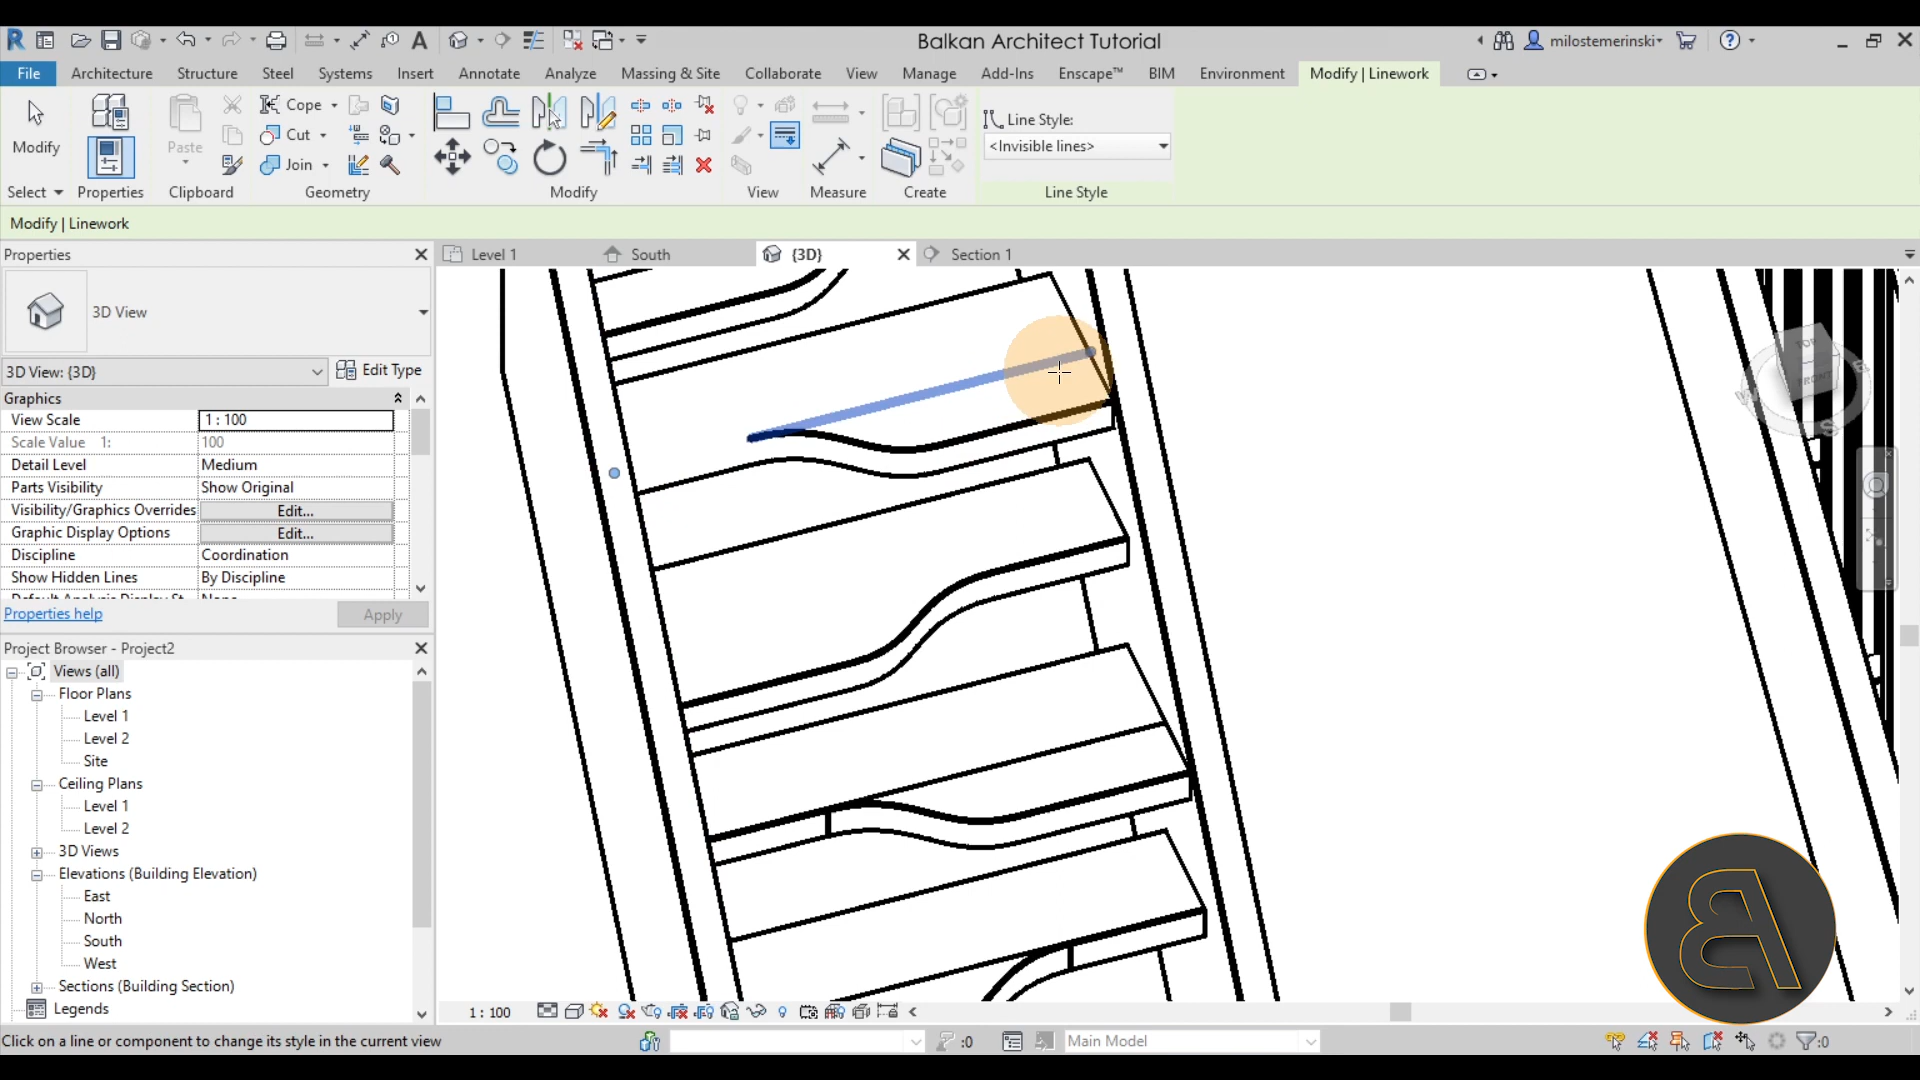 Balkan Architect Tutorial
milostemerinski
File Architecture Structure Steel Systems Insert Annotate Analyze Massing & Site Collaborate View Manage Add-Ins Enscape™ BIM Environment Modify | Linework
Modify
Paste
Cope
Cut
Join
Line Style:
<Invisible lines>
Select Properties Clipboard Geometry Modify View Measure Create Line Style
Modify | Linework
Properties
Level 1
South
{3D}
Section 1
3D View
3D View: {3D}
Edit Type
Graphics
View Scale 1 : 100
Scale Value 1: 100
Detail Level Medium
Parts Visibility Show Original
Visibility/Graphics Overrides Edit...
Graphic Display Options Edit...
Discipline Coordination
Show Hidden Lines By Discipline
Properties help
Apply
Project Browser - Project2
Views (all)
Floor Plans
Level 1
Level 2
Site
Ceiling Plans
Level 1
Level 2
3D Views
Elevations (Building Elevation)
East
North
South
West
Sections (Building Section)
Legends
TOP
FRONT
W
S
E
1 : 100
Click on a line or component to change its style in the current view
:0
Main Model
:0